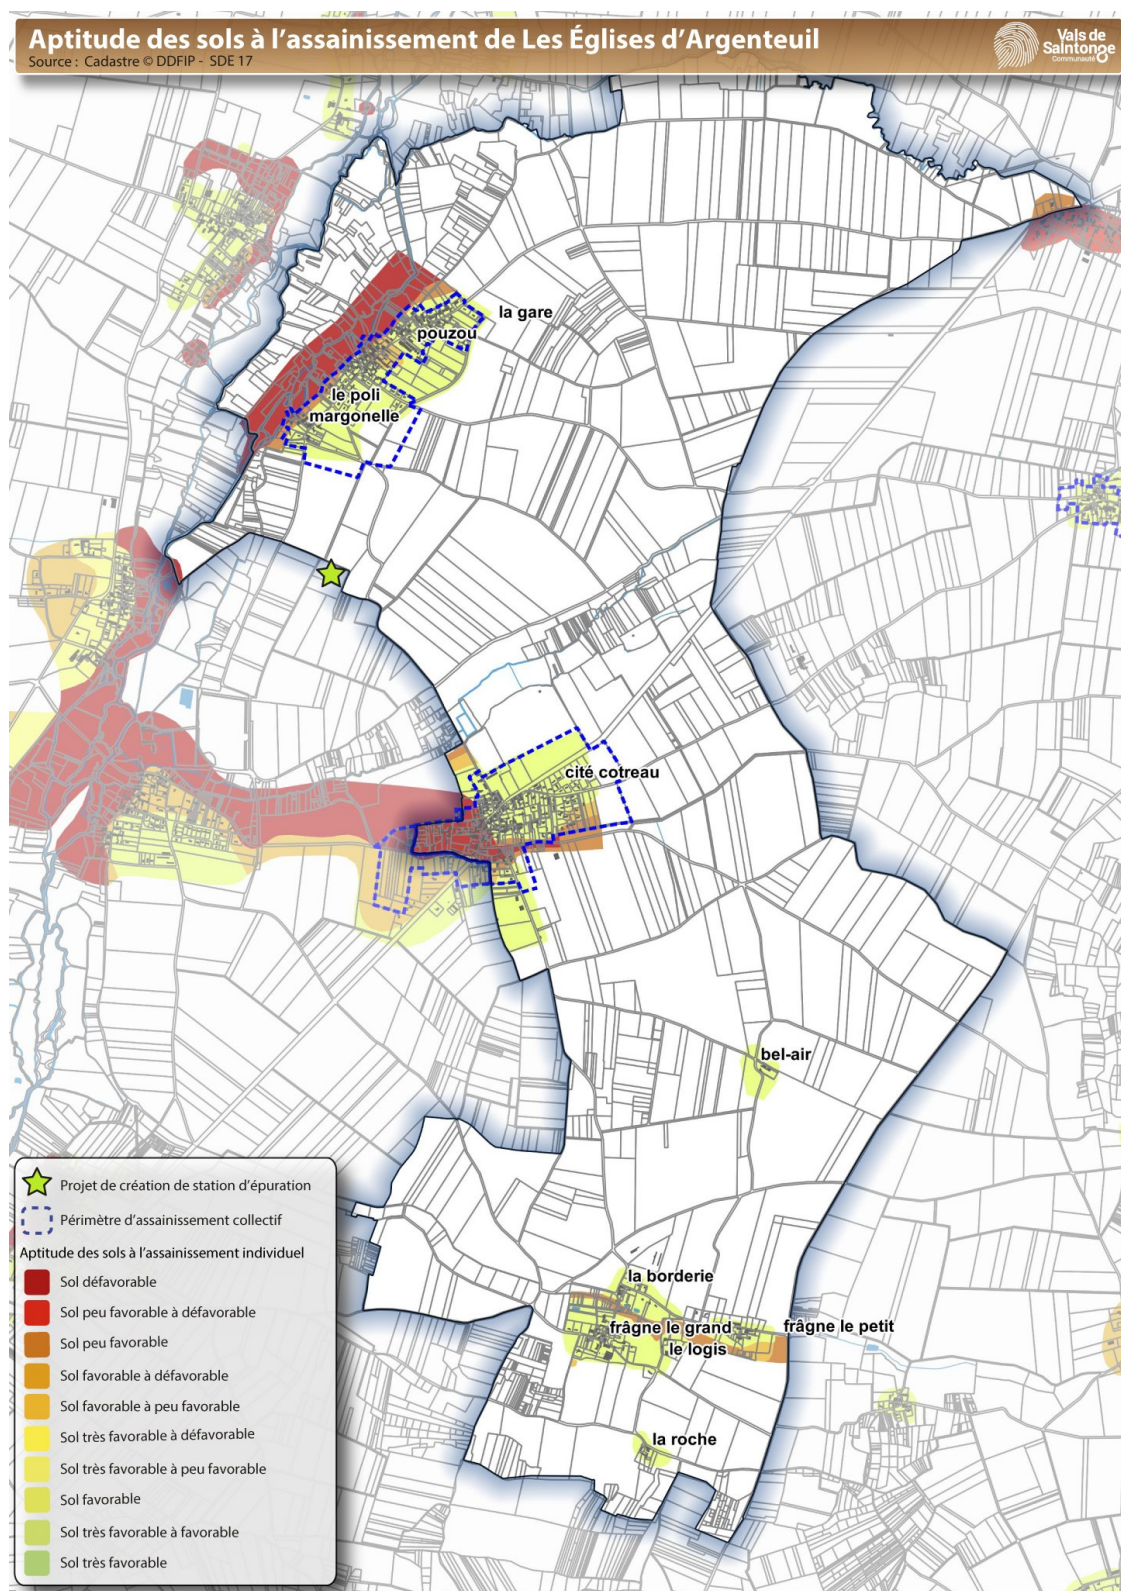 Aptitude des sols à l'assainissement de Les Églises d'Argenteuil
Source : Cadastre © DDFIP - SDE 17
Vals de
Saintonge
Communauté
la gare
pouzou
le poli
margonelle
cité cotreau
bel-air
la borderie
frâgne le grand
frâgne le petit
le logis
la roche
Projet de création de station d'épuration
Périmètre d'assainissement collectif
Aptitude des sols à l'assainissement individuel
Sol défavorable
Sol peu favorable à défavorable
Sol peu favorable
Sol favorable à défavorable
Sol favorable à peu favorable
Sol très favorable à défavorable
Sol très favorable à peu favorable
Sol favorable
Sol très favorable à favorable
Sol très favorable